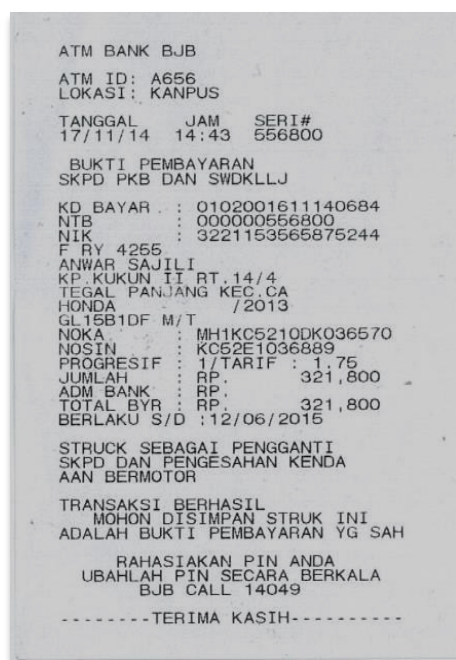 ATM BANK BJB
ATM ID: A656
LOKASI: KANPUS
TANGGAL JAM SERI#
17/11/14 14:43 556800
BUKTI PEMBAYARAN
SKPD PKB DAN SWDKLLJ
KD BAYAR : 0102001611140684
NTB : 000000556800
NIK : 3221153565875244
F RY 4255
ANWAR SAJILI
KP.KUKUN II RT.14/4
TEGAL PANJANG KEC.CA
HONDA /2013
GL15B1DF M/T
NOKA : MH1KC5210DK036570
NOSIN : KC52E1036889
PROGRESIF : 1/TARIF : 1.75
JUMLAH : RP. 321,800
ADM BANK : RP.
TOTAL BYR : RP. 321,800
BERLAKU S/D :12/06/2015
STRUCK SEBAGAI PENGGANTI
SKPD DAN PENGESAHAN KENDA
AAN BERMOTOR
TRANSAKSI BERHASIL
MOHON DISIMPAN STRUK INI
ADALAH BUKTI PEMBAYARAN YG SAH
RAHASIAKAN PIN ANDA
UBAHLAH PIN SECARA BERKALA
BJB CALL 14049
--------TERIMA KASIH----------